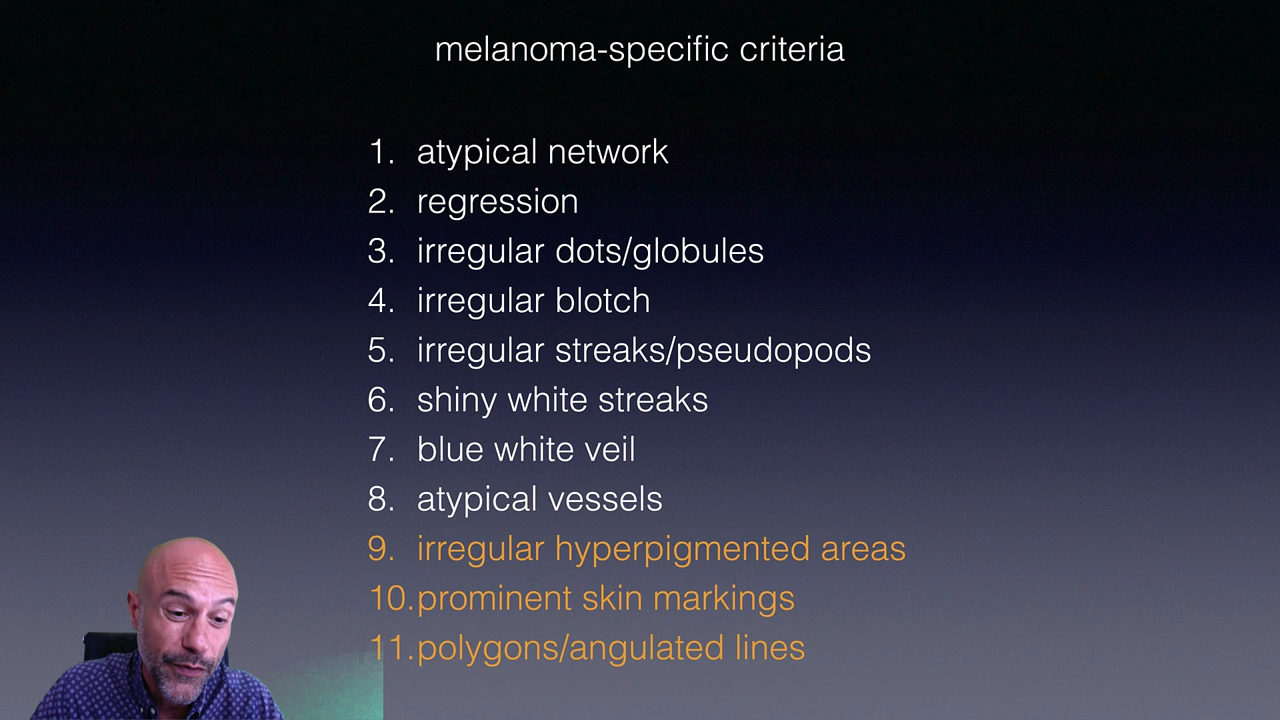 melanoma-specific criteria
1. atypical network
2. regression
3. irregular dots/globules
4. irregular blotch
5. irregular streaks/pseudopods
6. shiny white streaks
7. blue white veil
8. atypical vessels
9. irregular hyperpigmented areas
10. prominent skin markings
11. polygons/angulated lines